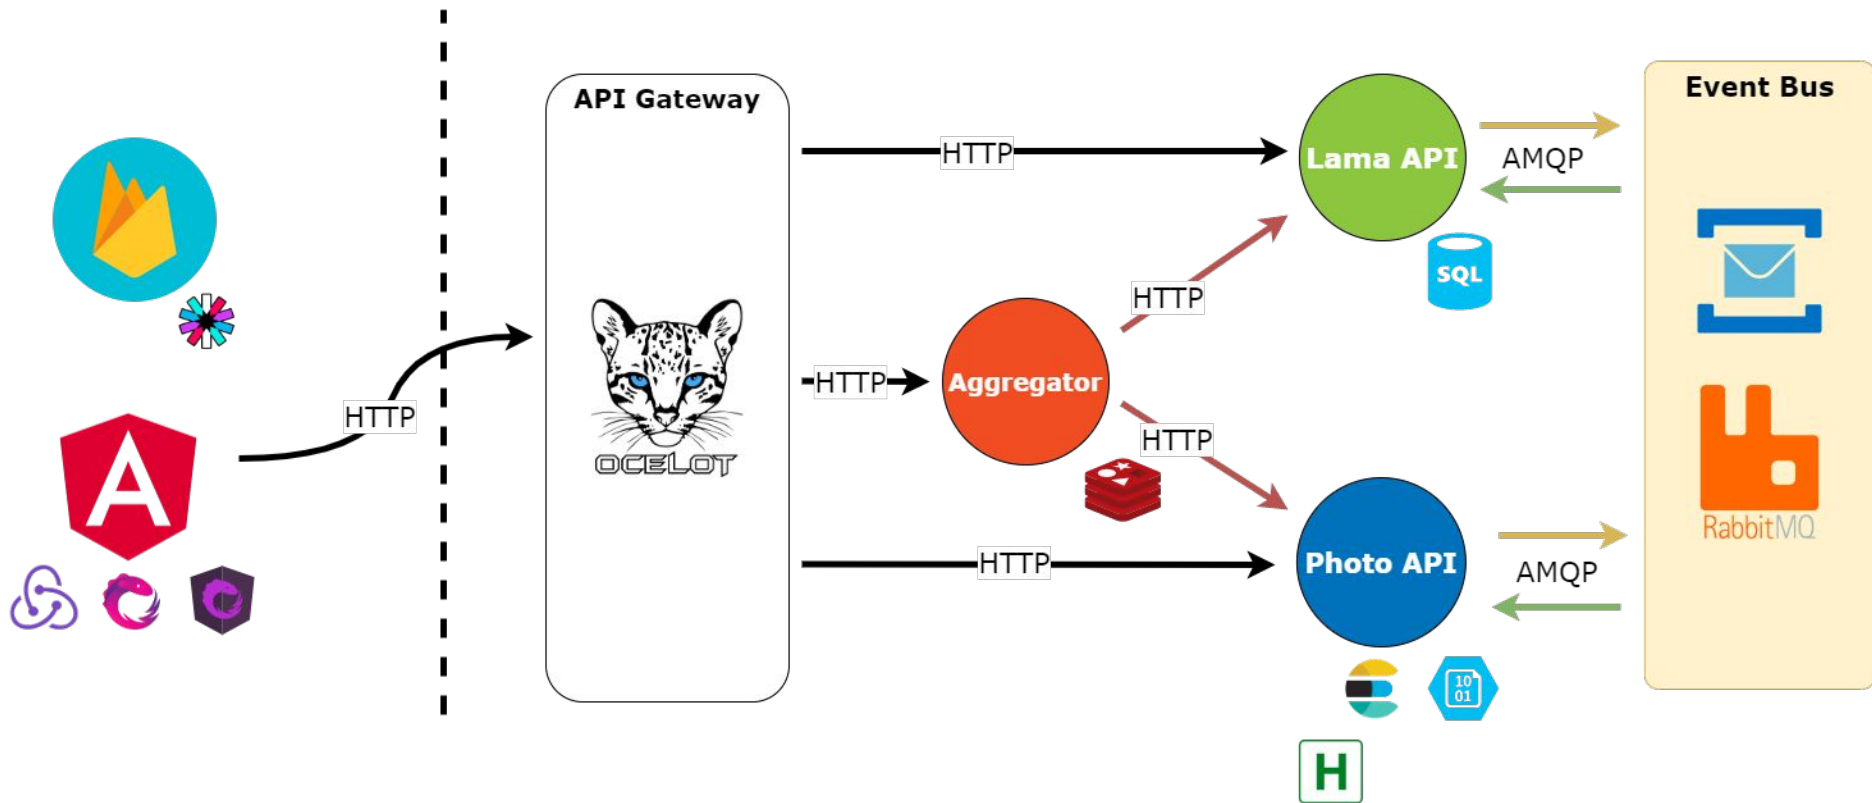 API Gateway
Event Bus
HTTP
Lama API
AMQP
SQL
HTTP
HTTP
HTTP
Aggregator
HTTP
OCELOT
HTTP
RabbitMQ
HTTP
Photo API
AMQP
10
01
H